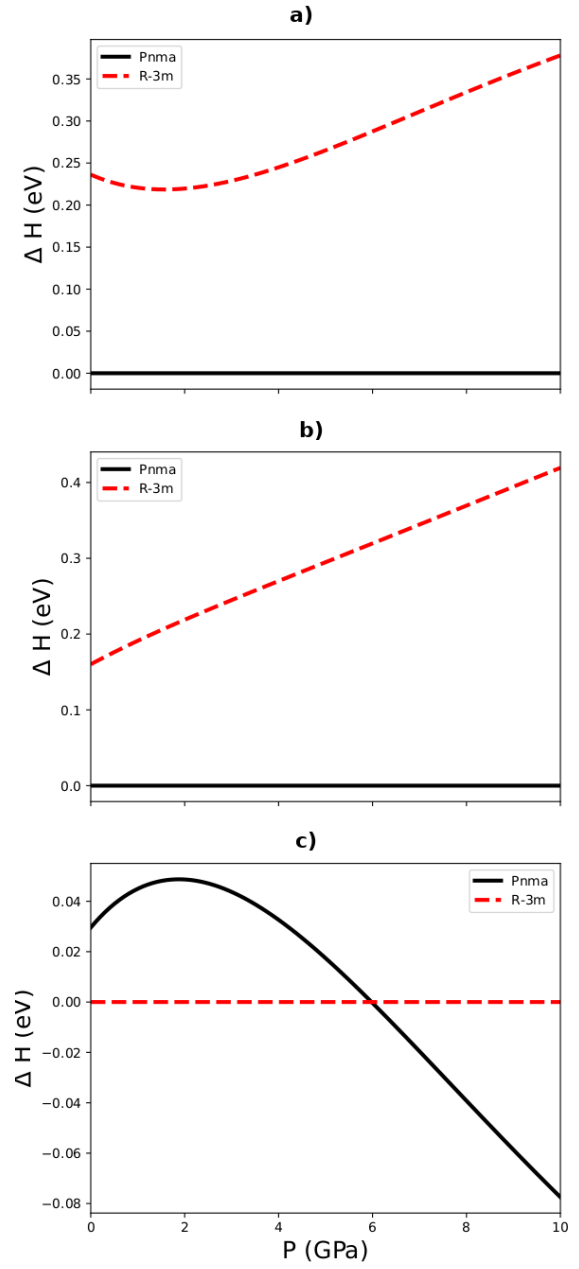 a)
Pnma
R-3m
0.35
0.30
0.25
0.20
0.15
0.10
0.05
0.00
Δ H (eV)
b)
Pnma
R-3m
0.4
0.3
0.2
0.1
0.0
Δ H (eV)
c)
Pnma
R-3m
0.04
0.02
0.00
−0.02
−0.04
−0.06
−0.08
Δ H (eV)
0 2 4 6 8 10
P (GPa)